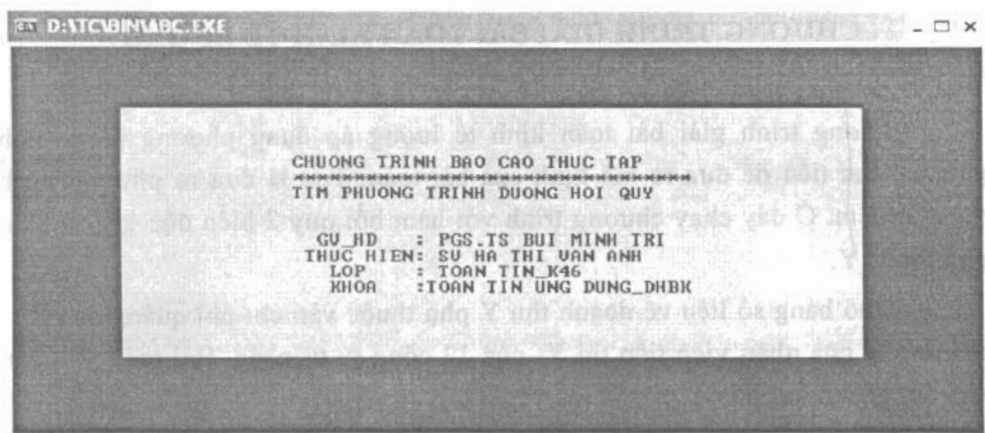 D:\TC\BIN\ABC.EXE
CHUONG TRINH BAO CAO THUC TAP
TIM PHUONG TRINH DUONG HOI QUY
GV_HD : PGS.TS BUI MINH TRI
THUC HIEN: SV HA THI VAN ANH
LOP : TOAN TIN_K46
KHOA :TOAN TIN UNG DUNG_DHBK